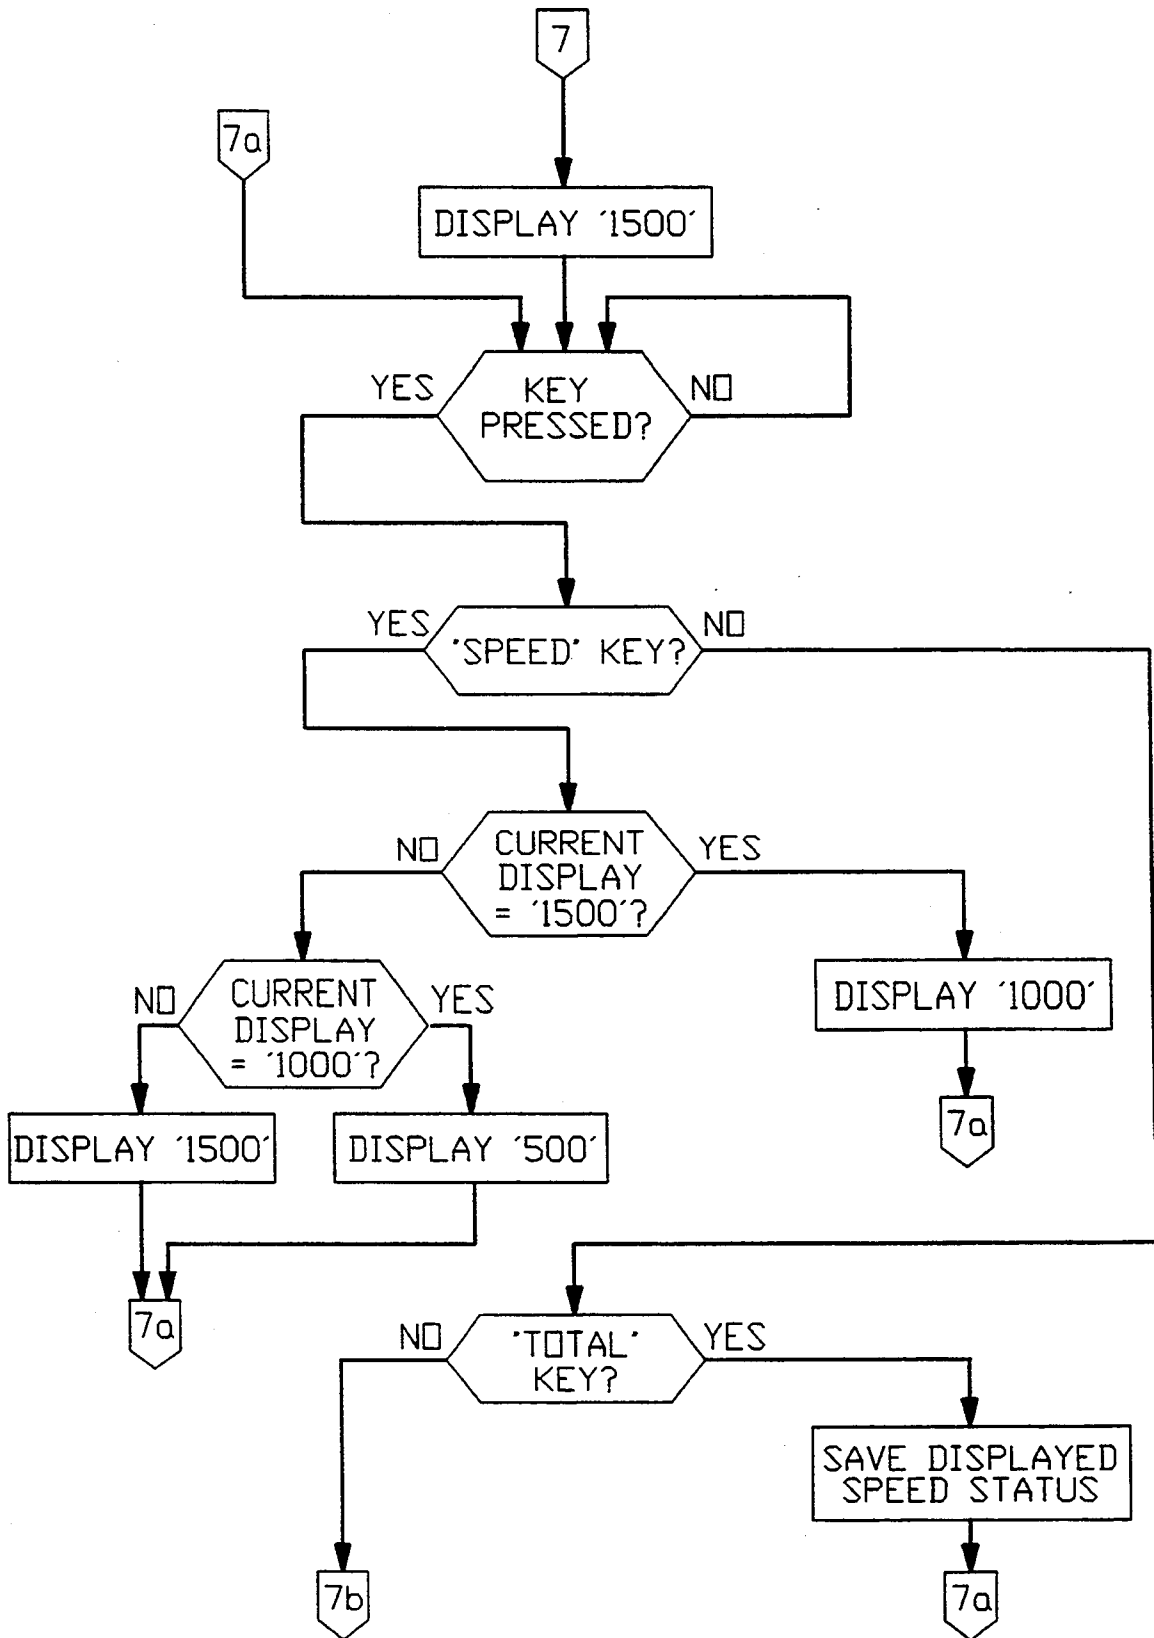 7
7a
DISPLAY '1500'
YES
KEY
PRESSED?
NO
YES
'SPEED' KEY?
NO
NO
CURRENT
DISPLAY
= '1500'?
YES
NO
CURRENT
DISPLAY
= '1000'?
YES
DISPLAY '1000'
7a
DISPLAY '1500'
DISPLAY '500'
7a
NO
'TOTAL'
KEY?
YES
SAVE DISPLAYED
SPEED STATUS
7b
7a